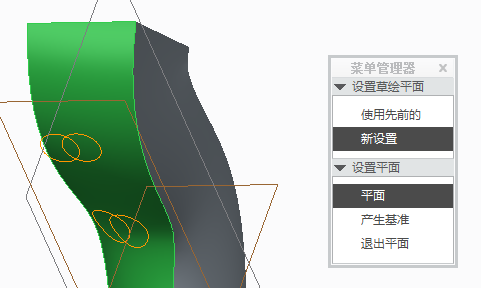 菜单管理器
设置草绘平面
使用先前的
新设置
设置平面
平面
产生基准
退出平面